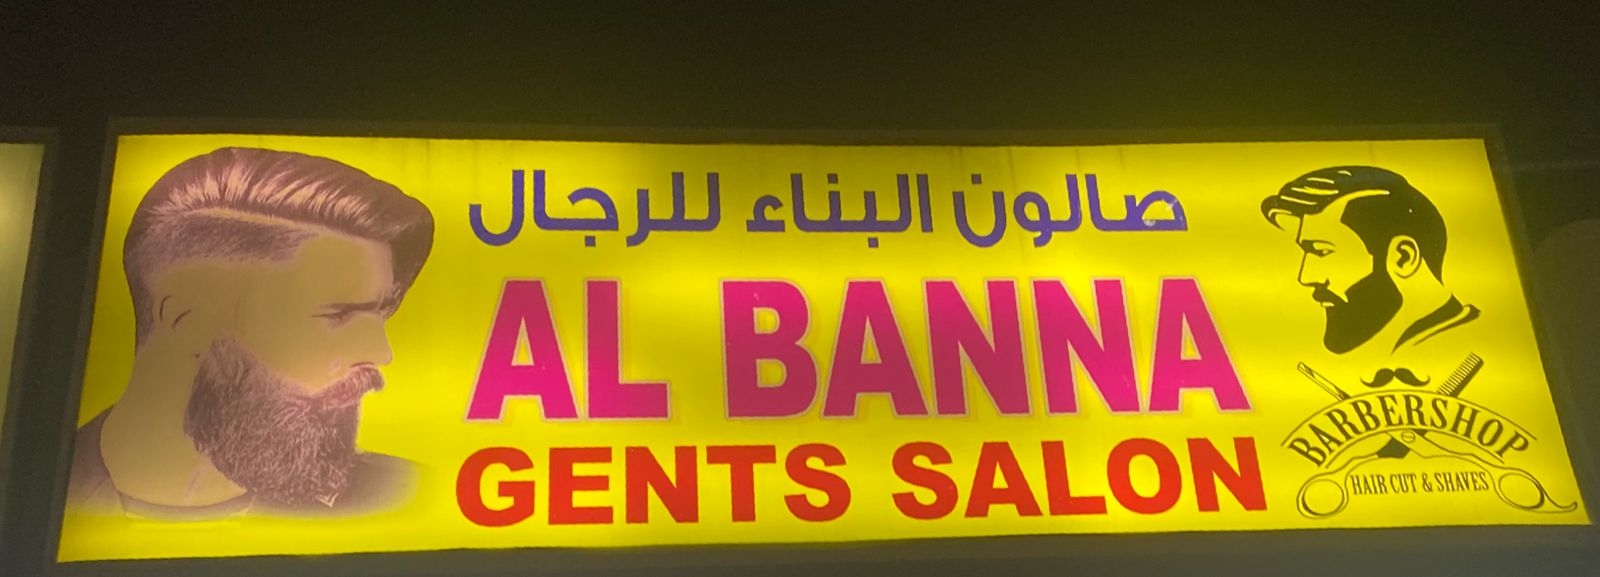 صالون البناء للرجال
AL BANNA
GENTS SALON
BARBERSHOP
HAIR CUT & SHAVES